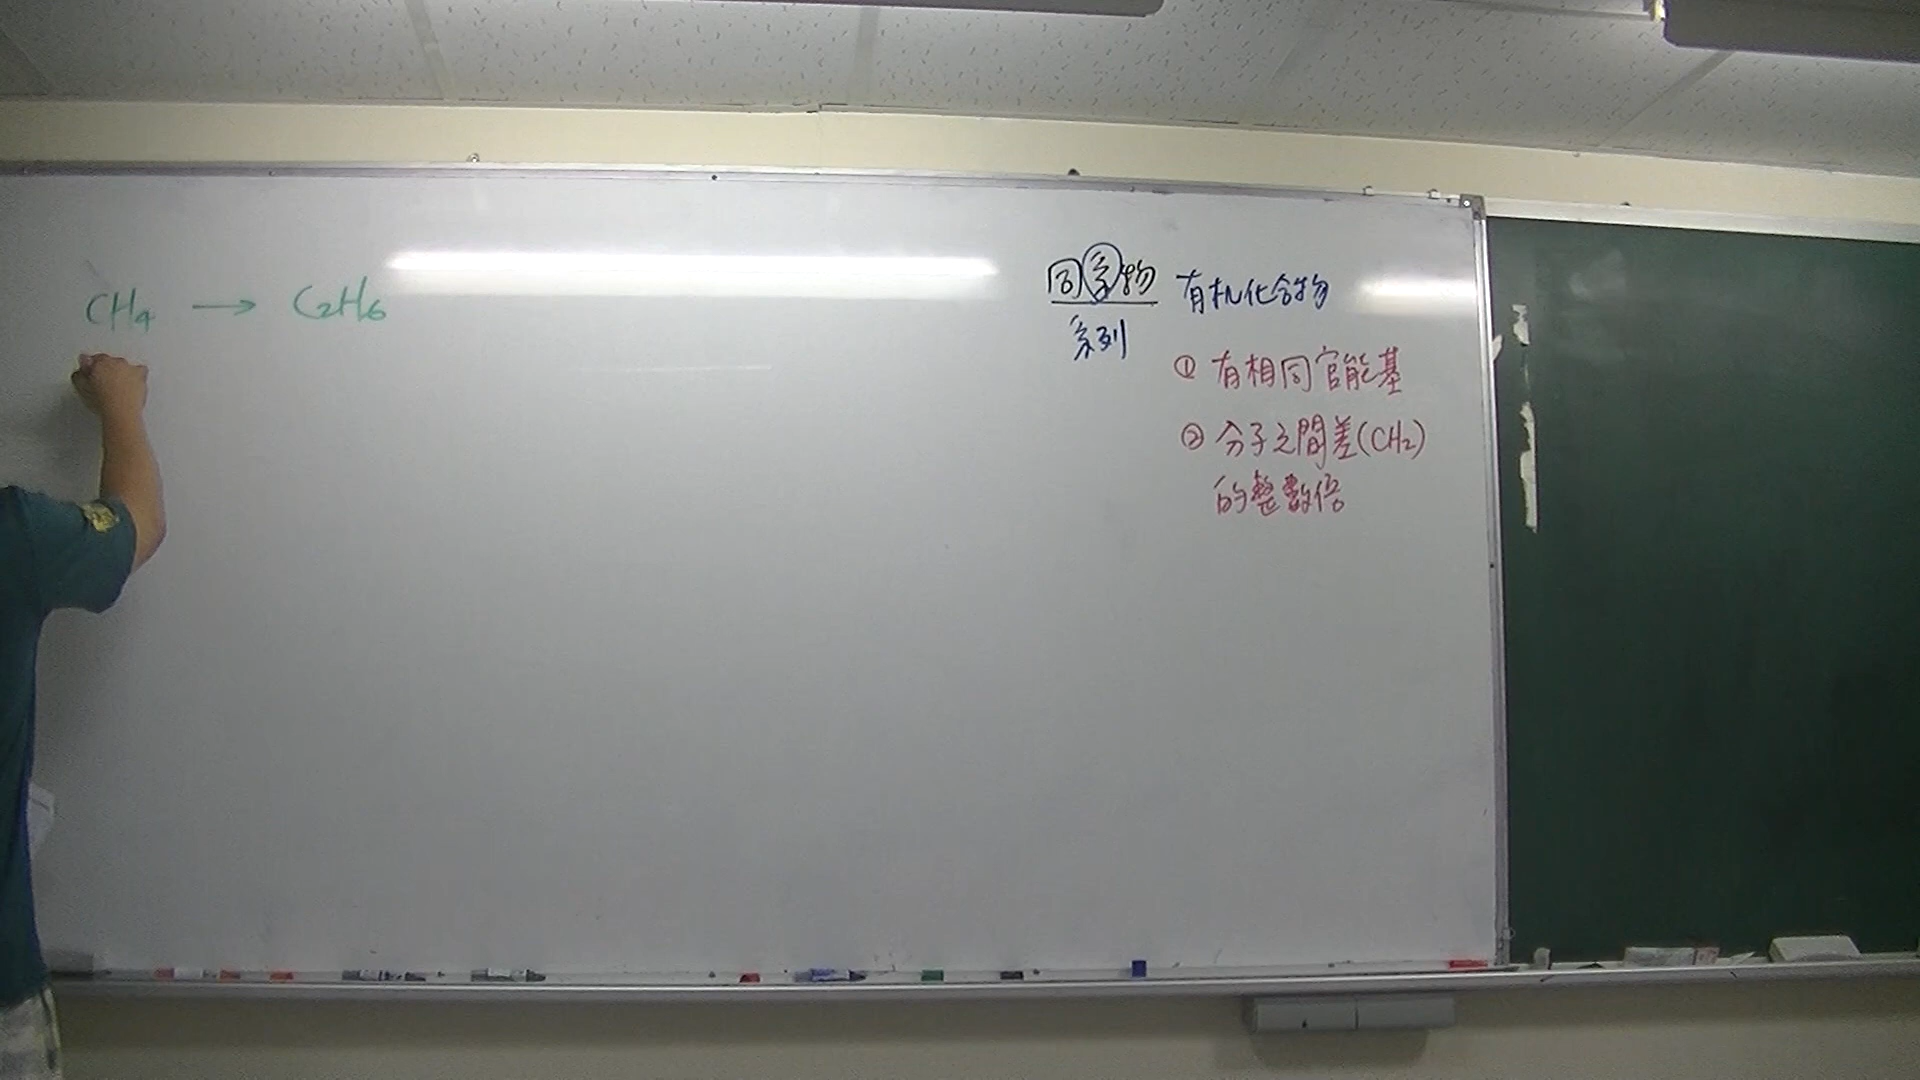 CH₄ → C₂H₆
同系物 有机化合物
系列
① 有相同官能基
② 分子之間差(CH₂)
的整數倍